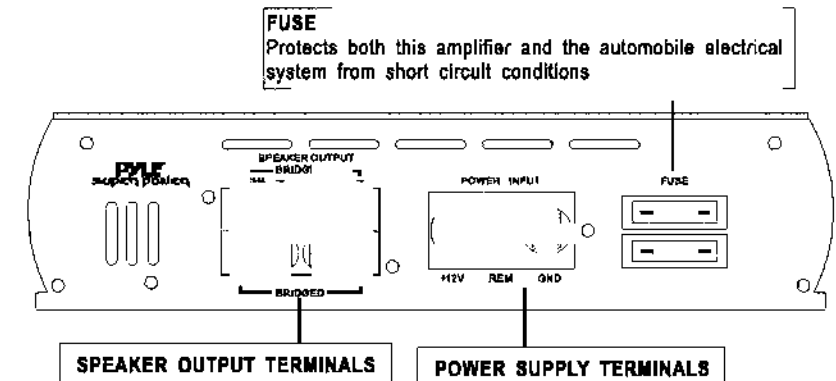 FUSE
Protects both this amplifier and the automobile electrical
system from short circuit conditions
SPEAKER OUTPUT
PYLE
POWER INPUT
FUSE
+12V REM GND
BRIDGED
SPEAKER OUTPUT TERMINALS
POWER SUPPLY TERMINALS